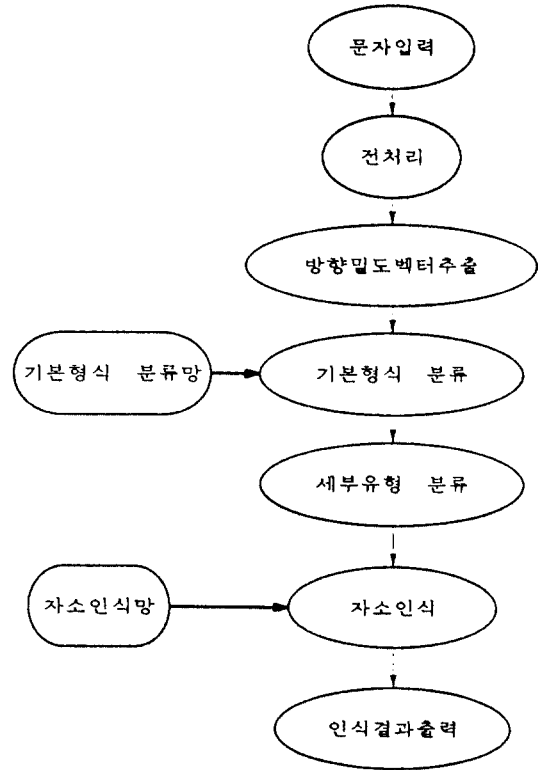 문자입력
전처리
방향밀도벡터추출
기본형식 분류망
기본형식 분류
세부유형 분류
자소인식망
자소인식
인식결과출력